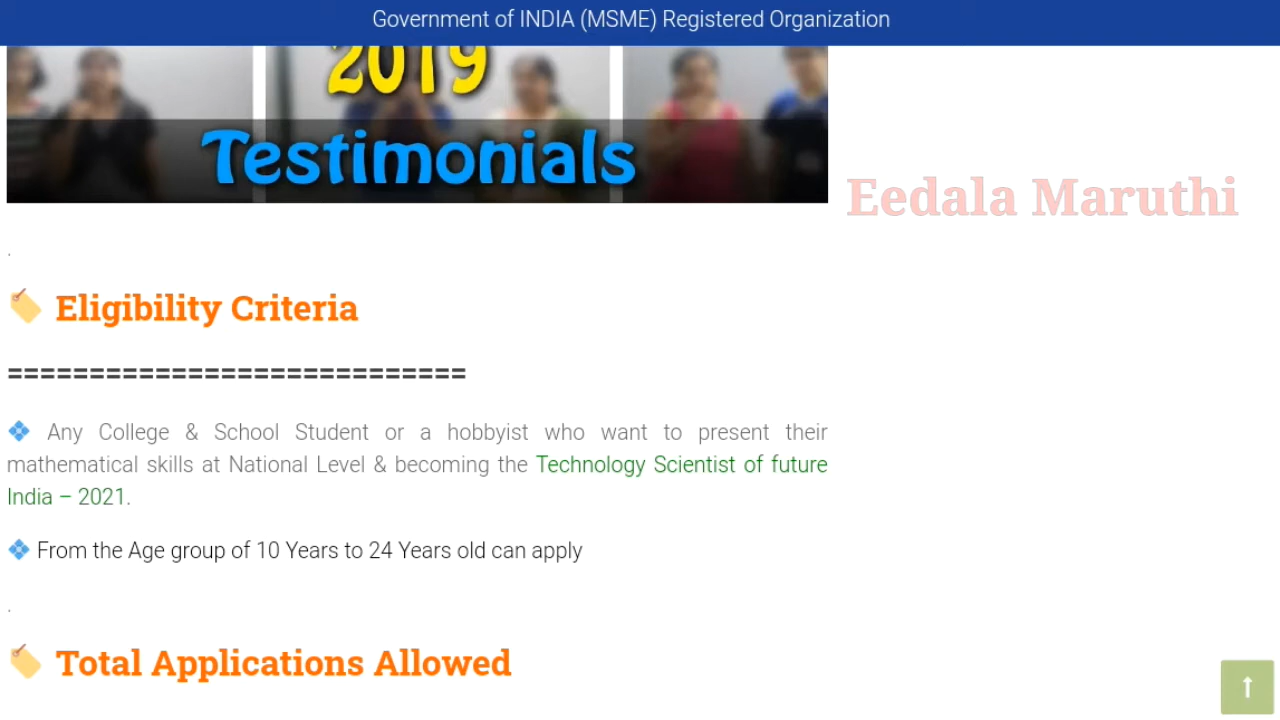 Government of INDIA (MSME) Registered Organization
2019
Testimonials
Eedala Maruthi
.
Eligibility Criteria
============================
Any College & School Student or a hobbyist who want to present their
mathematical skills at National Level & becoming the Technology Scientist of future
India – 2021.
From the Age group of 10 Years to 24 Years old can apply
.
Total Applications Allowed